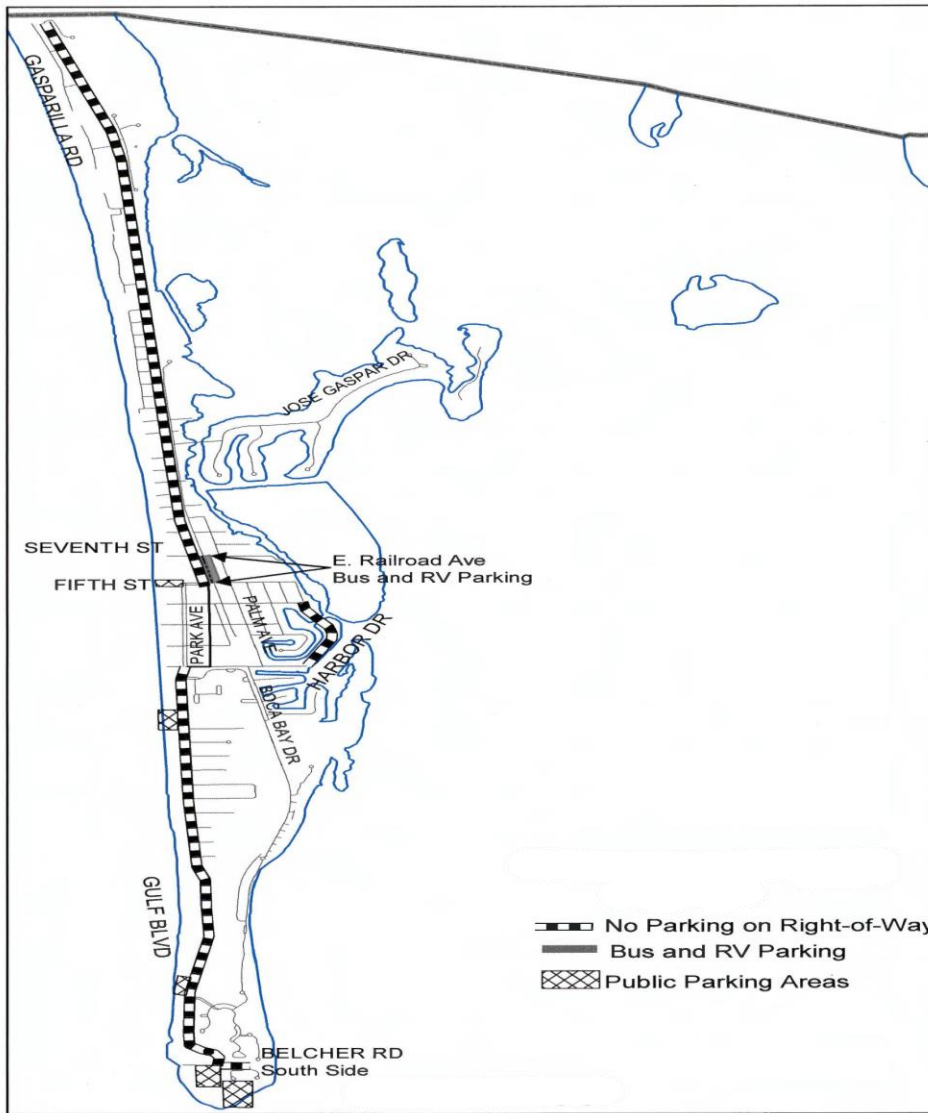 GASPARILLA RD
JOSE GASPAR DR
SEVENTH ST
E. Railroad Ave
Bus and RV Parking
FIFTH ST
PARK AVE
PALM AVE
HARBOR DR
BOCA BAY DR
GULF BLVD
No Parking on Right-of-Way
Bus and RV Parking
Public Parking Areas
BELCHER RD
South Side